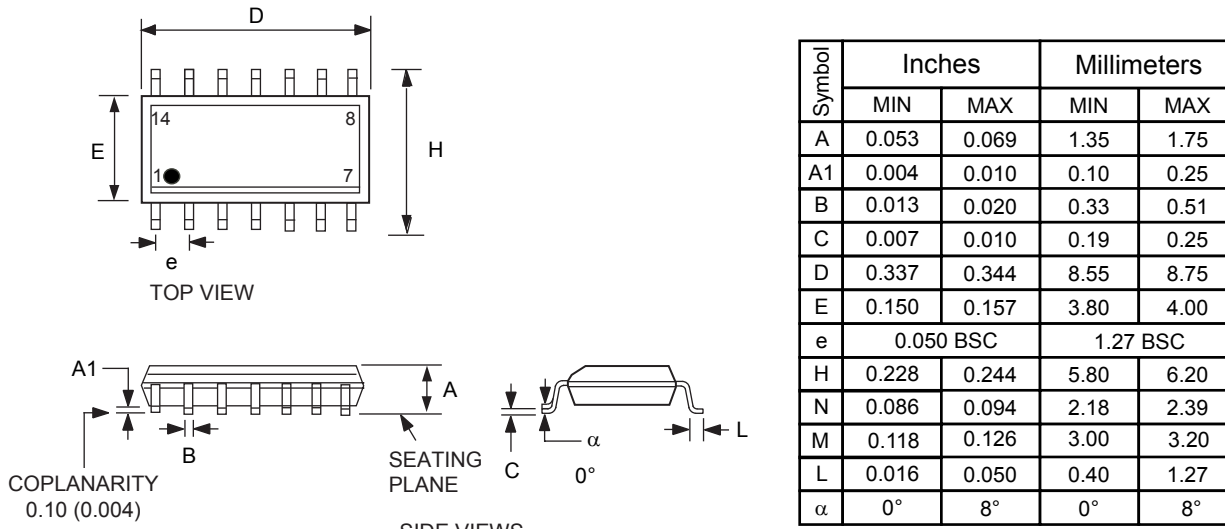 D
14 8
E
H
1 7
e
TOP VIEW
A1
A
B
SEATING
PLANE
COPLANARITY
0.10 (0.004)
C
α
0°
L
SIDE VIEWS
Symbol Inches Millimeters
MIN MAX MIN MAX
A 0.053 0.069 1.35 1.75
A1 0.004 0.010 0.10 0.25
B 0.013 0.020 0.33 0.51
C 0.007 0.010 0.19 0.25
D 0.337 0.344 8.55 8.75
E 0.150 0.157 3.80 4.00
e 0.050 BSC 1.27 BSC
H 0.228 0.244 5.80 6.20
N 0.086 0.094 2.18 2.39
M 0.118 0.126 3.00 3.20
L 0.016 0.050 0.40 1.27
α 0° 8° 0° 8°